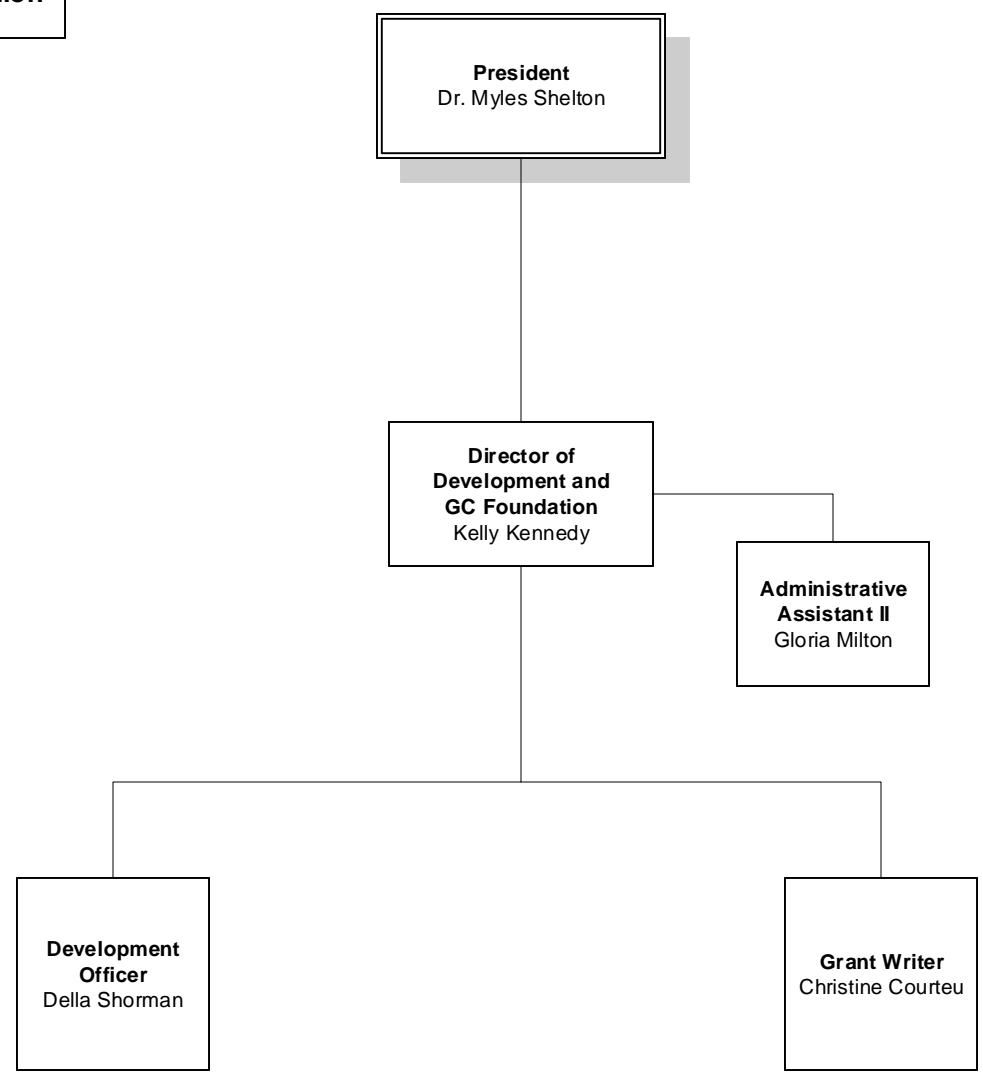 President
Dr. Myles Shelton
Director of
Development and
GC Foundation
Kelly Kennedy
Administrative
Assistant II
Gloria Milton
Development
Officer
Della Shorman
Grant Writer
Christine Courteu